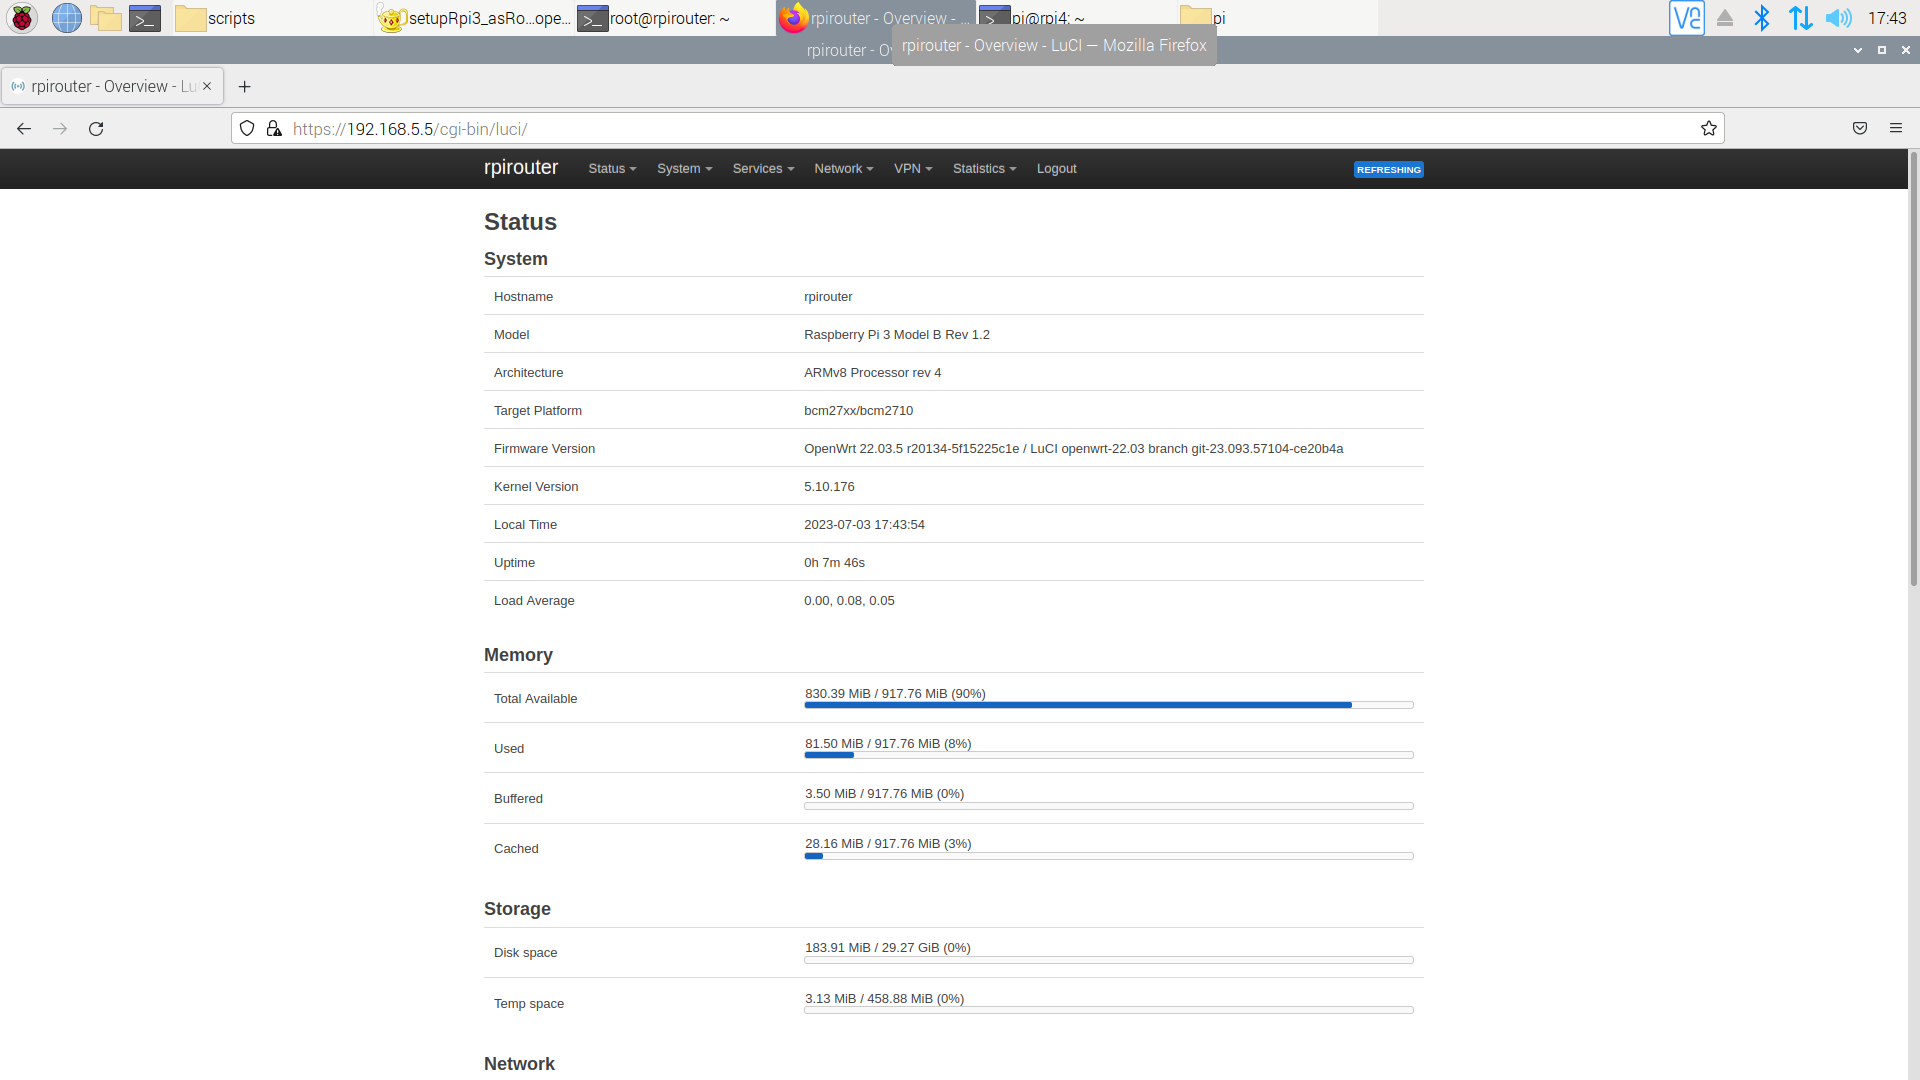 scripts
setupRpi3_asRo...ope...
root@rpirouter: ~
rpirouter - Overview - ...
pi@rpi4: ~
pi
17:43
rpirouter - Ov
rpirouter - Overview - LuCI — Mozilla Firefox
rpirouter - Overview - Lu
https://192.168.5.5/cgi-bin/luci/
rpirouter
Status
System
Services
Network
VPN
Statistics
Logout
REFRESHING
Status
System
Hostname rpirouter
Model Raspberry Pi 3 Model B Rev 1.2
Architecture ARMv8 Processor rev 4
Target Platform bcm27xx/bcm2710
Firmware Version OpenWrt 22.03.5 r20134-5f15225c1e / LuCI openwrt-22.03 branch git-23.093.57104-ce20b4a
Kernel Version 5.10.176
Local Time 2023-07-03 17:43:54
Uptime 0h 7m 46s
Load Average 0.00, 0.08, 0.05
Memory
Total Available 830.39 MiB / 917.76 MiB (90%)
Used 81.50 MiB / 917.76 MiB (8%)
Buffered 3.50 MiB / 917.76 MiB (0%)
Cached 28.16 MiB / 917.76 MiB (3%)
Storage
Disk space 183.91 MiB / 29.27 GiB (0%)
Temp space 3.13 MiB / 458.88 MiB (0%)
Network